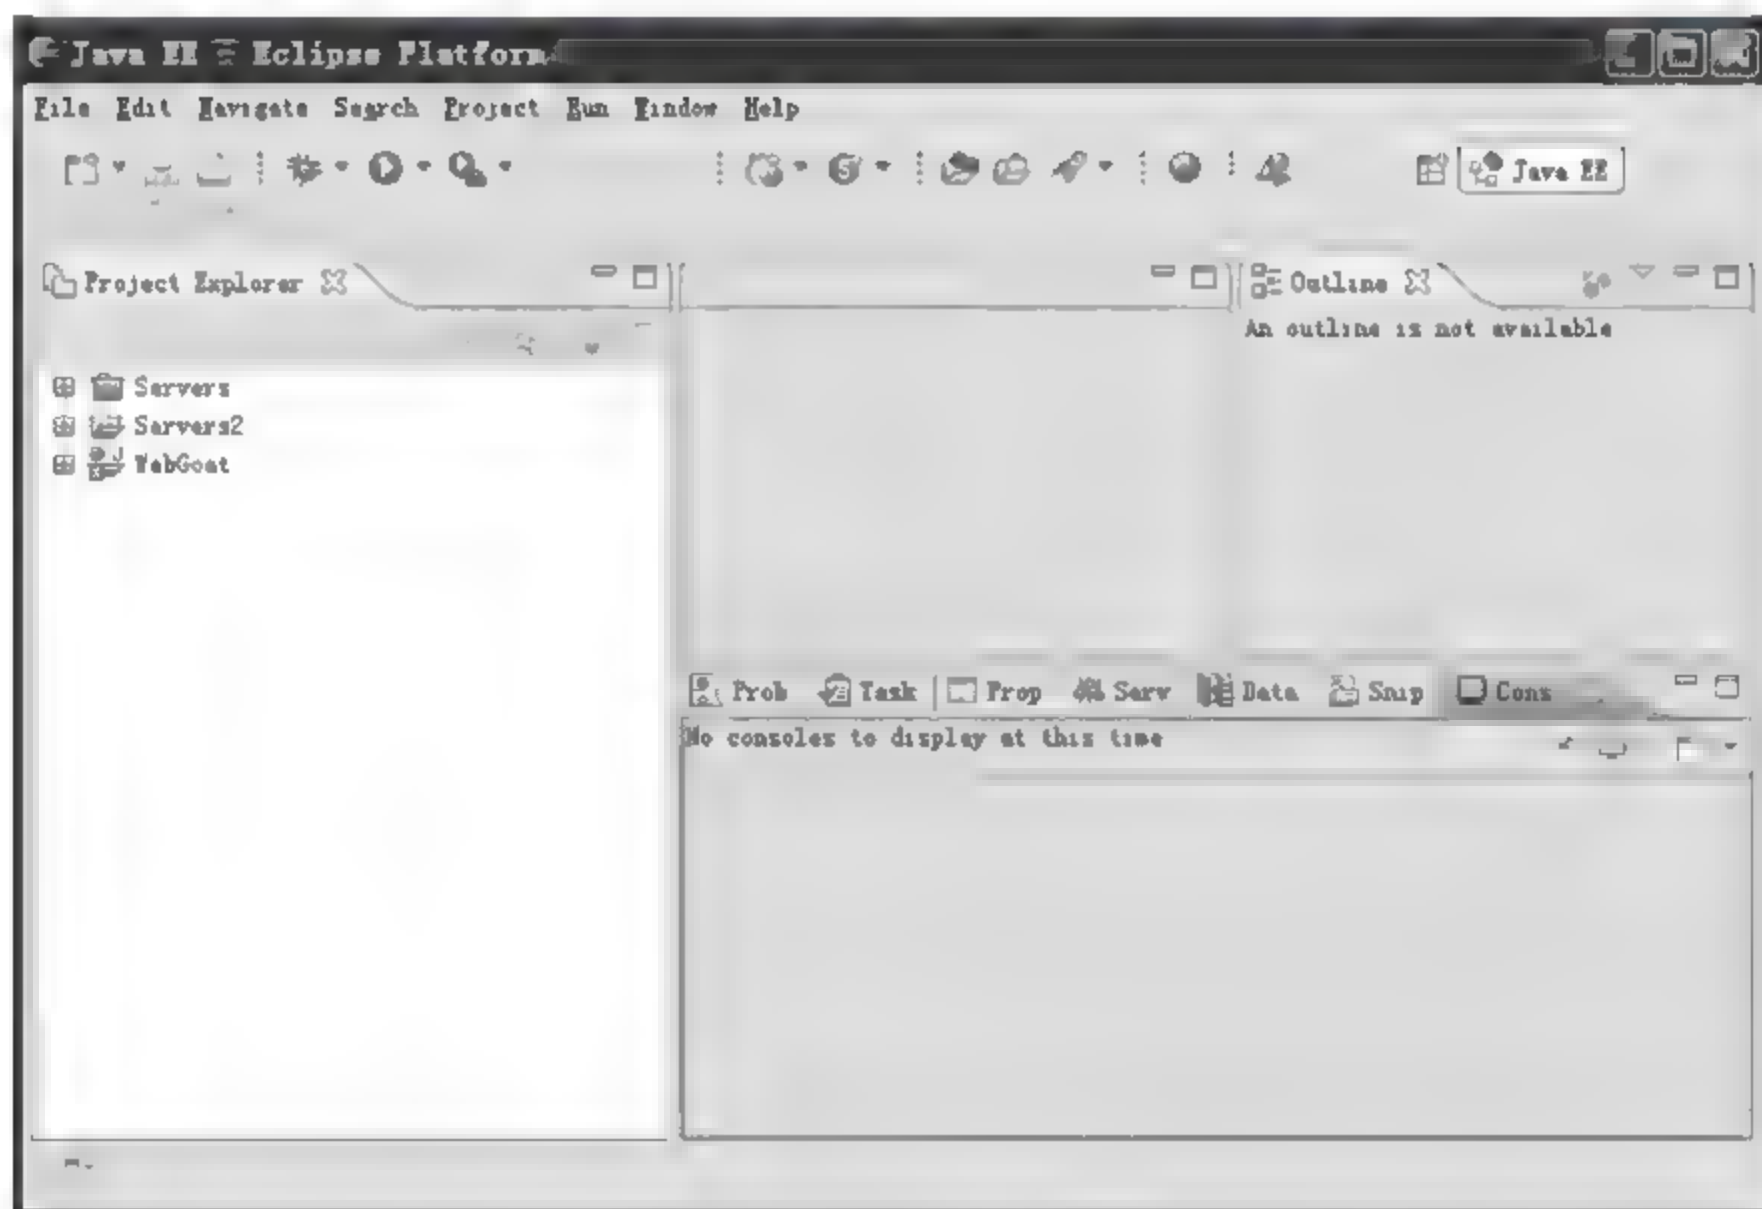 Java EE - Eclipse Platform
File Edit Navigate Search Project Run Window Help
Java EE
Project Explorer
Outline
An outline is not available
Servers
Servers2
WebGoat
Prob Task Prop Serv Data Snip Cons
No consoles to display at this time